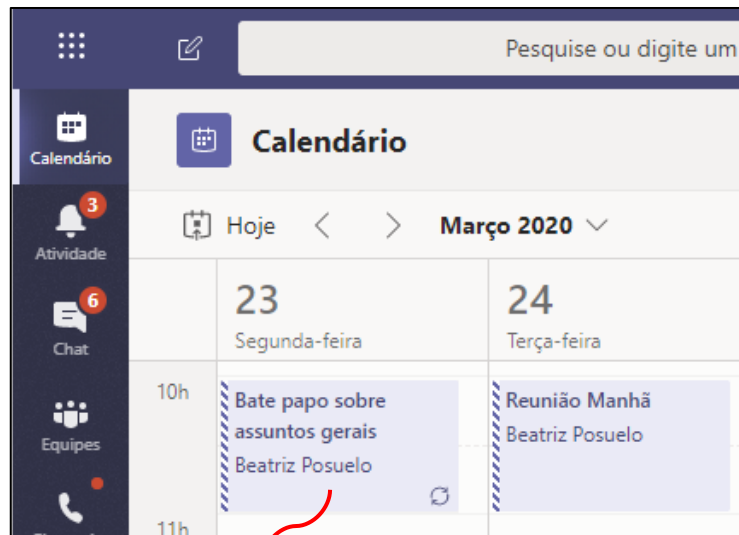 Pesquise ou digite um
Calendário
Calendário
3
Atividade
Hoje
Março 2020
6
Chat
23
Segunda-feira
24
Terça-feira
Equipes
10h
Bate papo sobre
assuntos gerais
Beatriz Posuelo
Reunião Manhã
Beatriz Posuelo
11h